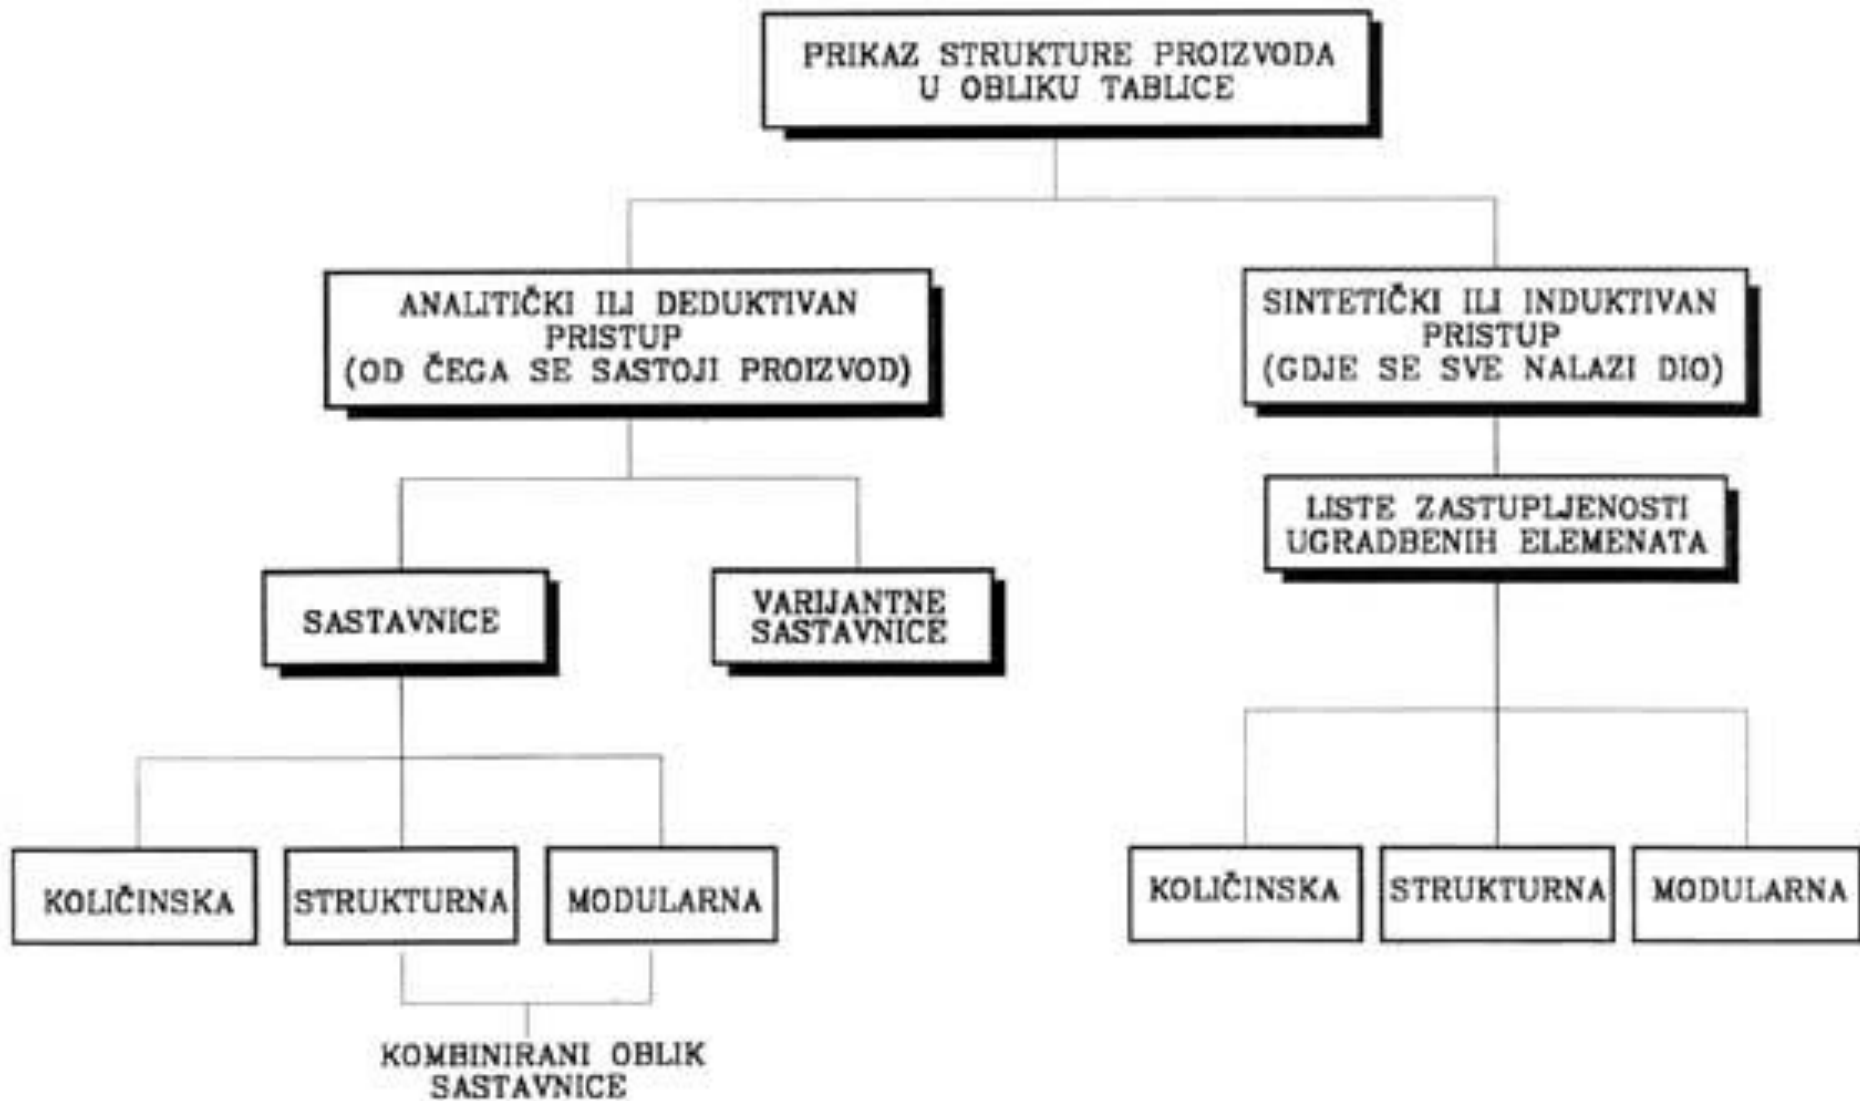 PRIKAZ STRUKTURE PROIZVODA
U OBLIKU TABLICE
ANALITIČKI ILI DEDUKTIVAN
PRISTUP
(OD ČEGA SE SASTOJI PROIZVOD)
SINTETIČKI ILI INDUKTIVAN
PRISTUP
(GDJE SE SVE NALAZI DIO)
LISTE ZASTUPLJENOSTI
UGRADBENIH ELEMENATA
SASTAVNICE
VARIJANTNE
SASTAVNICE
KOLIČINSKA
STRUKTURNA
MODULARNA
KOLIČINSKA
STRUKTURNA
MODULARNA
KOMBINIRANI OBLIK
SASTAVNICE